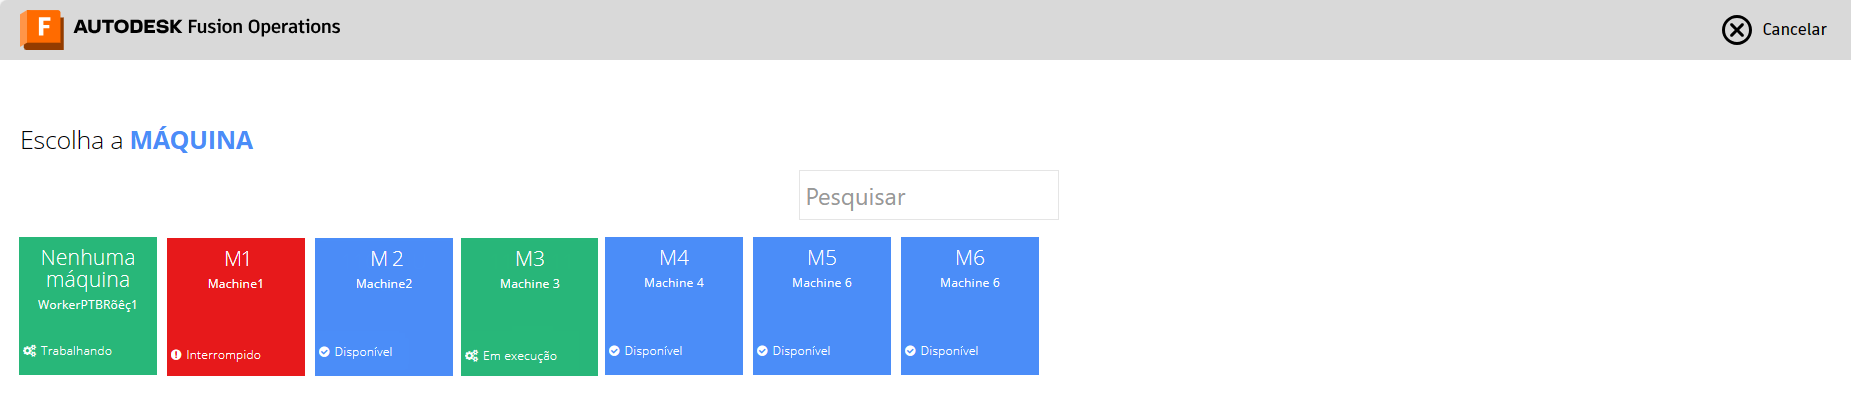 F AUTODESK Fusion Operations
Cancelar
Escolha a MÁQUINA
Pesquisar
Nenhuma
máquina
WorkerPTBRõêç1
Trabalhando
M1
Machine1
Interrompido
M 2
Machine2
Disponível
M3
Machine 3
Em execução
M4
Machine 4
Disponível
M5
Machine 6
Disponível
M6
Machine 6
Disponível